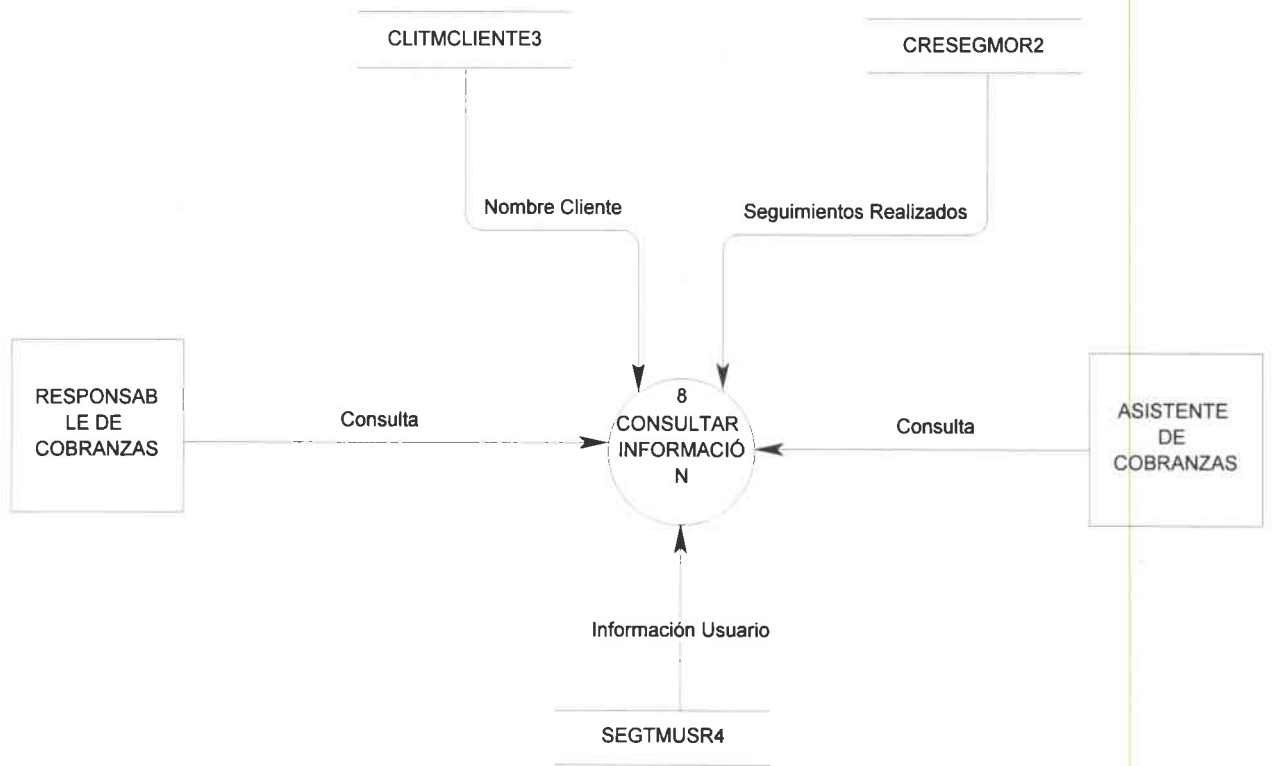 CLITMCLIENTE3
CRESEGMOR2
Nombre Cliente
Seguimientos Realizados
RESPONSAB
LE DE
COBRANZAS
Consulta
8
CONSULTAR
INFORMACIÓ
N
Consulta
ASISTENTE
DE
COBRANZAS
Información Usuario
SEGTMUSR4